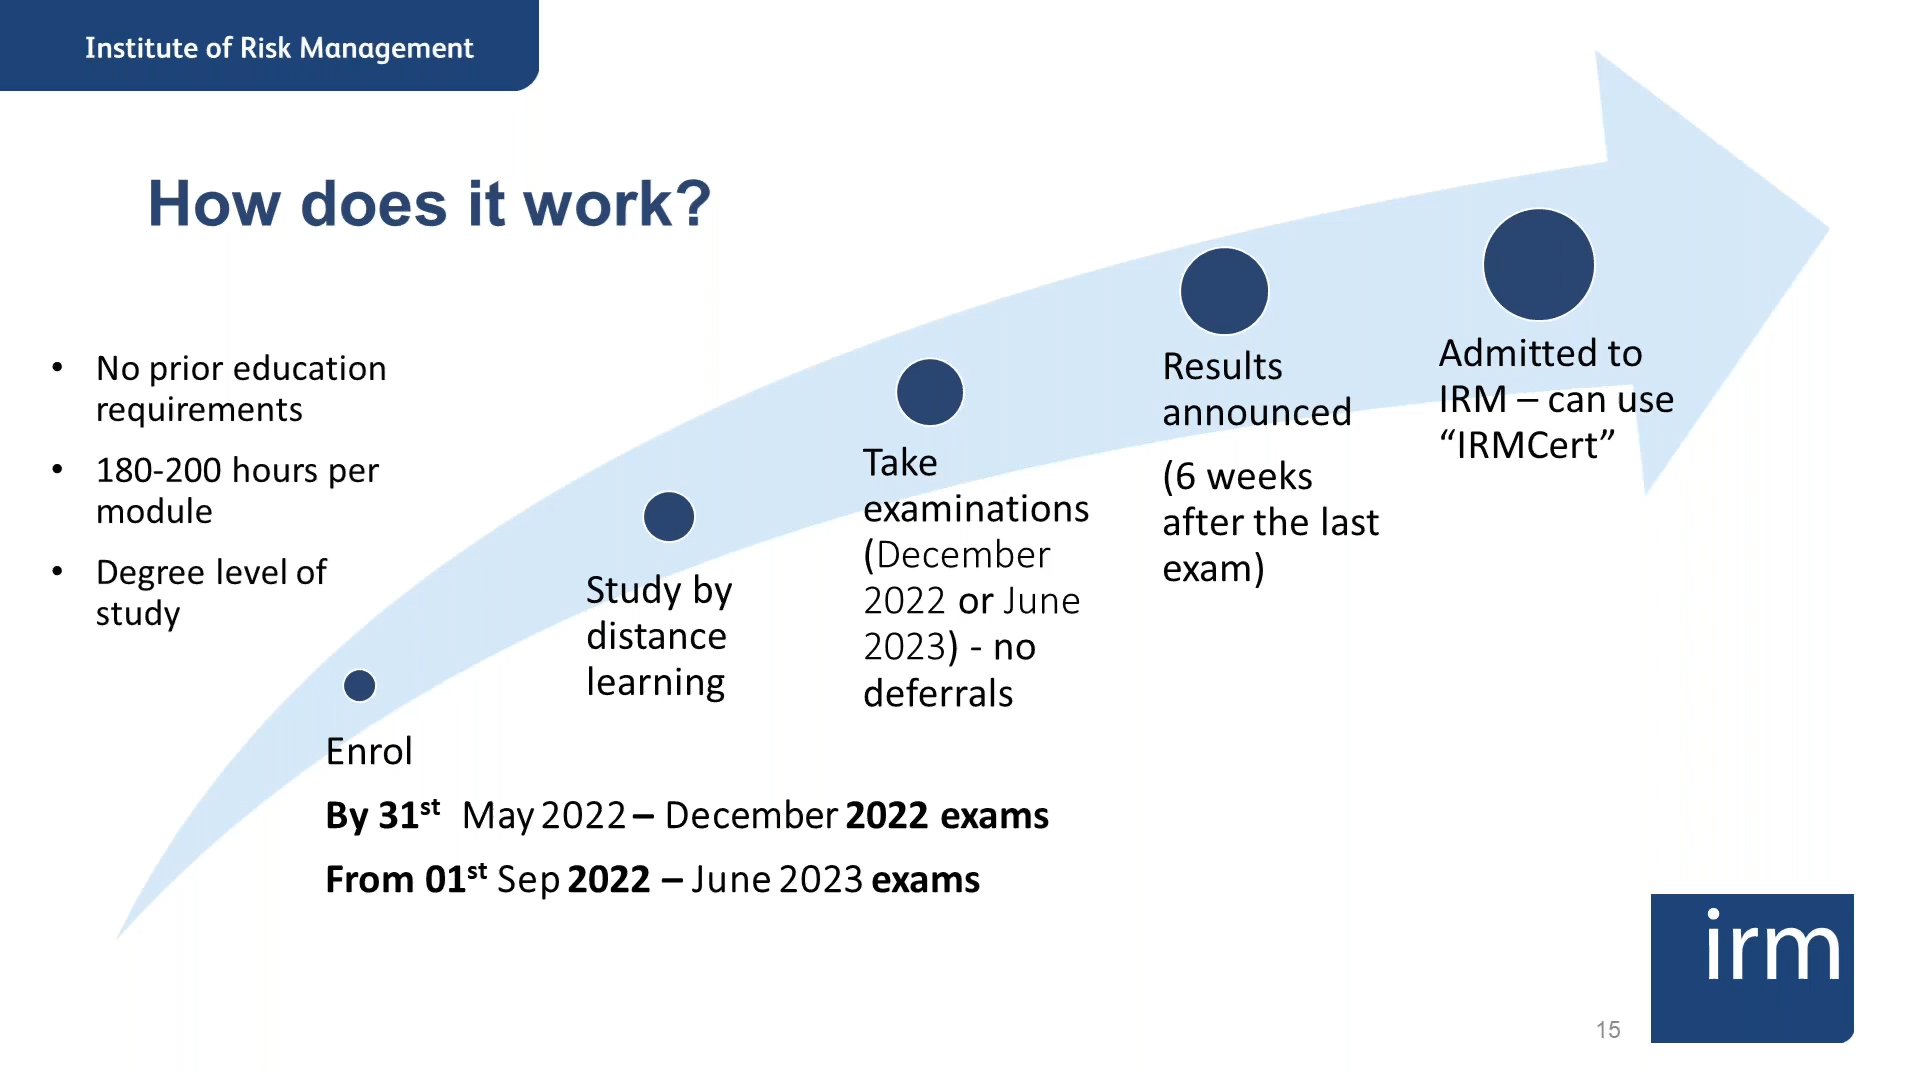 Institute of Risk Management
How does it work?
• No prior education
requirements
• 180-200 hours per
module
• Degree level of
study
Enrol
By 31st May 2022 – December 2022 exams
From 01st Sep 2022 – June 2023 exams
Study by
distance
learning
Take
examinations
(December
2022 or June
2023) - no
deferrals
Results
announced
(6 weeks
after the last
exam)
Admitted to
IRM – can use
“IRMCert”
irm
15